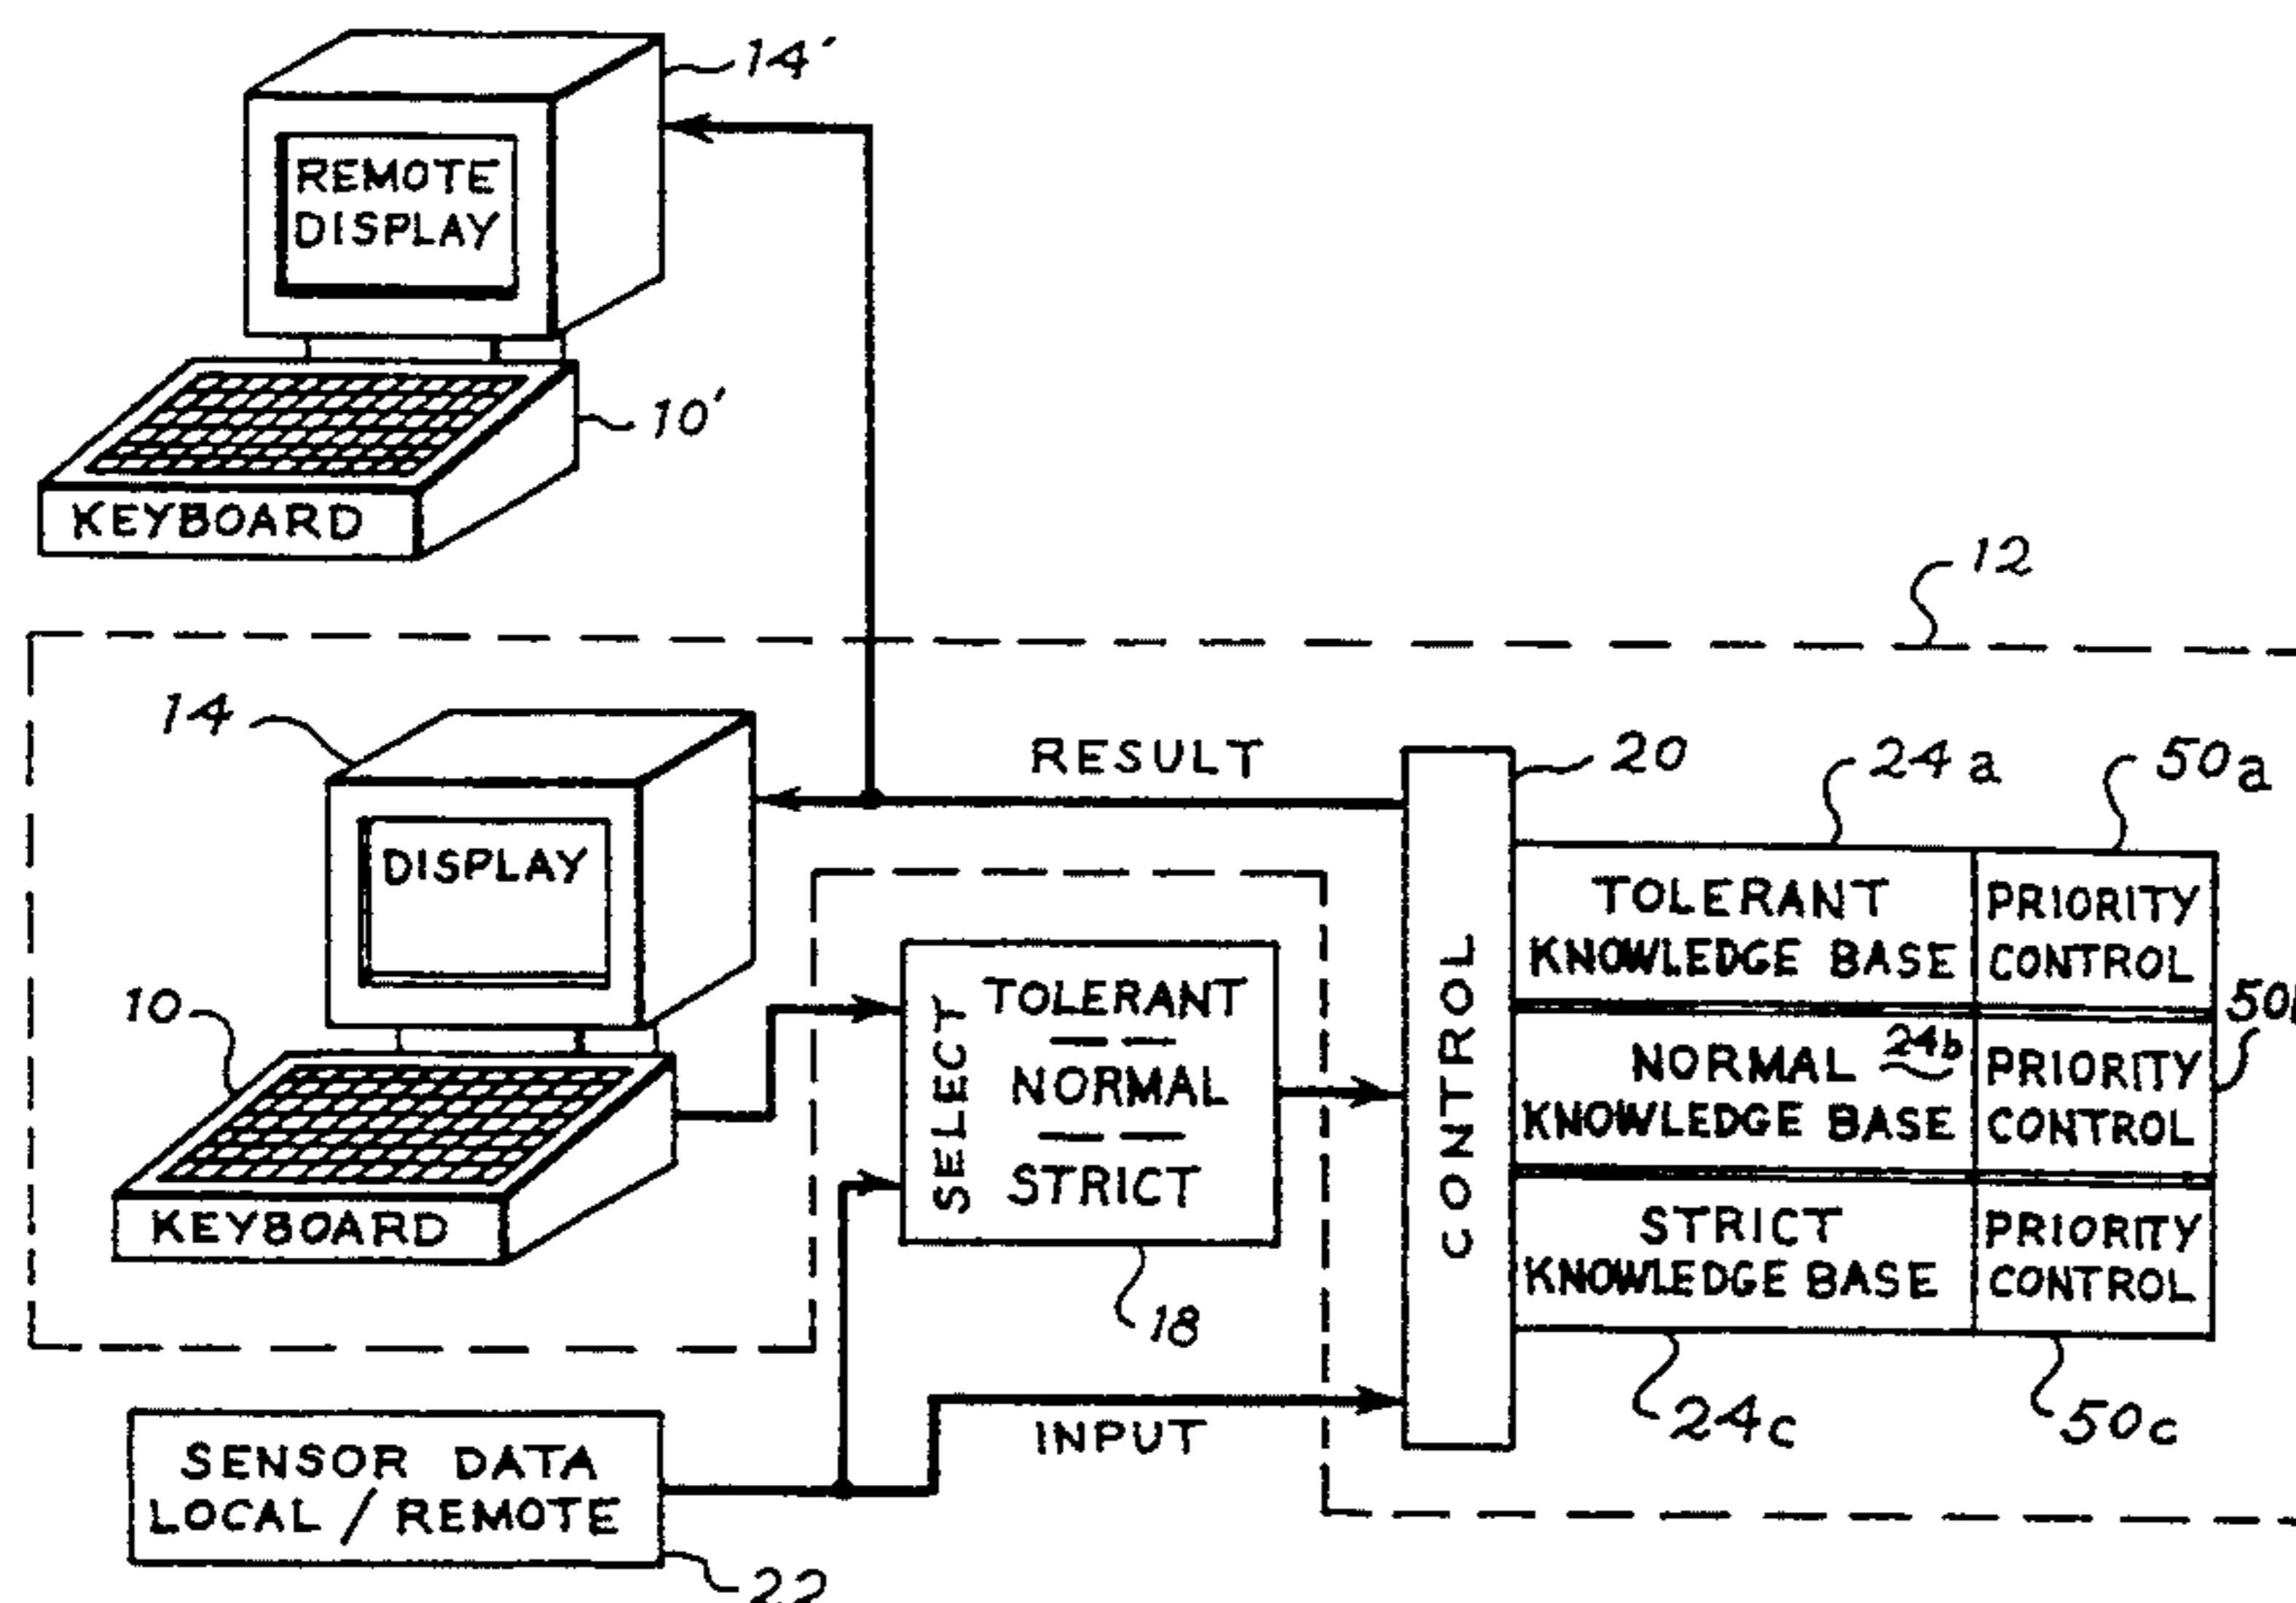 14'
REMOTE
DISPLAY
10'
KEYBOARD
12
14
RESULT
20
24a
50a
DISPLAY
TOLERANT
KNOWLEDGE BASE
PRIORITY
CONTROL
10
SELECT
TOLERANT
NORMAL
STRICT
CONTROL
50b
NORMAL 24b
KNOWLEDGE BASE
PRIORITY
CONTROL
KEYBOARD
STRICT
KNOWLEDGE BASE
PRIORITY
CONTROL
18
24c
50c
INPUT
SENSOR DATA
LOCAL / REMOTE
22